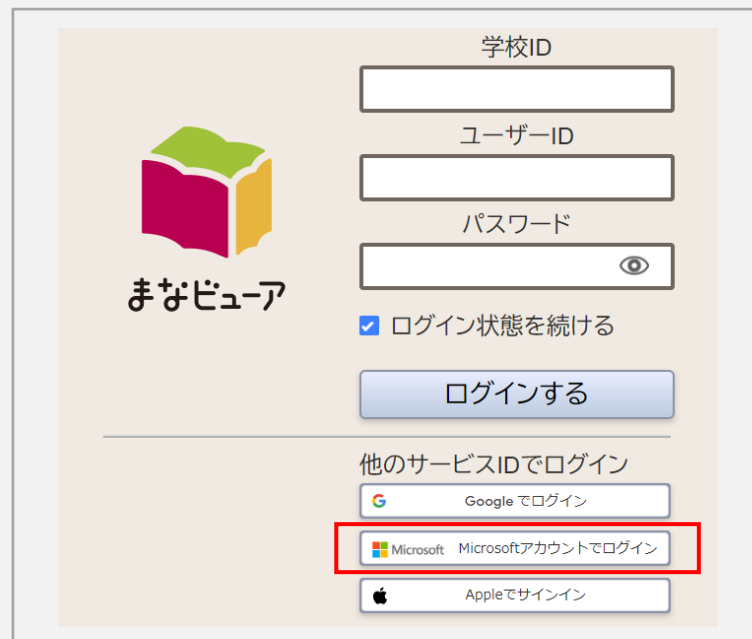 学校ID
ユーザーID
パスワード
まなビューア
ログイン状態を続ける
ログインする
他のサービスIDでログイン
Google でログイン
Microsoft Microsoftアカウントでログイン
Appleでサインイン